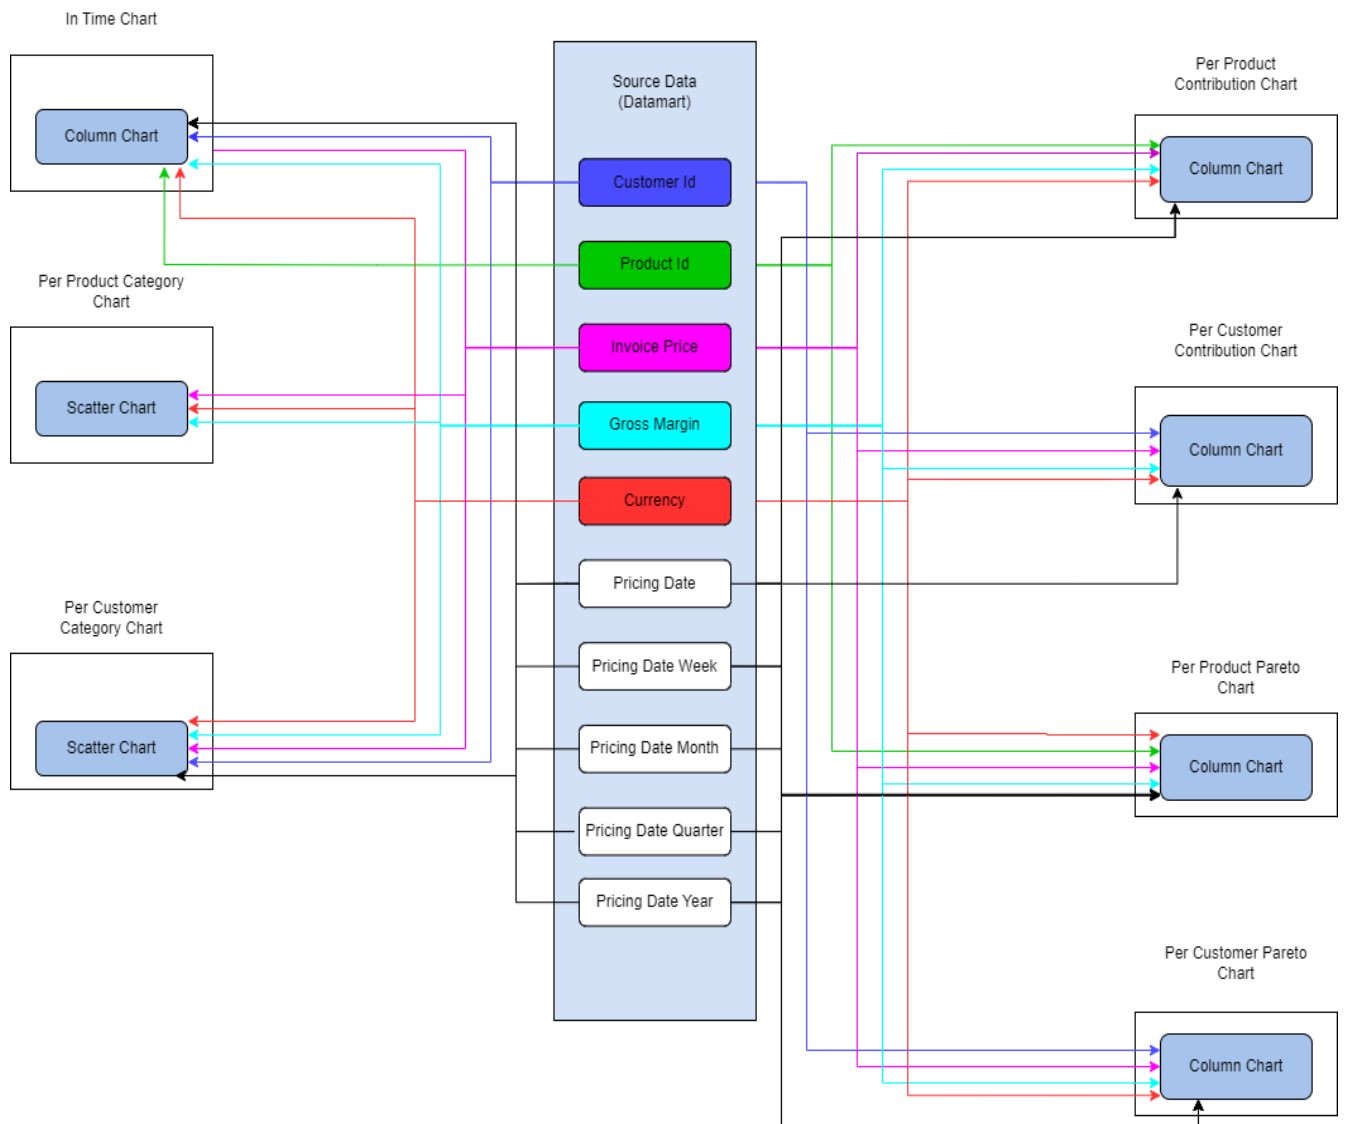 In Time Chart
Column Chart
Per Product Category
Chart
Scatter Chart
Per Customer
Category Chart
Scatter Chart
Source Data
(Datamart)
Customer Id
Product Id
Invoice Price
Gross Margin
Currency
Pricing Date
Pricing Date Week
Pricing Date Month
Pricing Date Quarter
Pricing Date Year
Per Product
Contribution Chart
Column Chart
Per Customer
Contribution Chart
Column Chart
Per Product Pareto
Chart
Column Chart
Per Customer Pareto
Chart
Column Chart